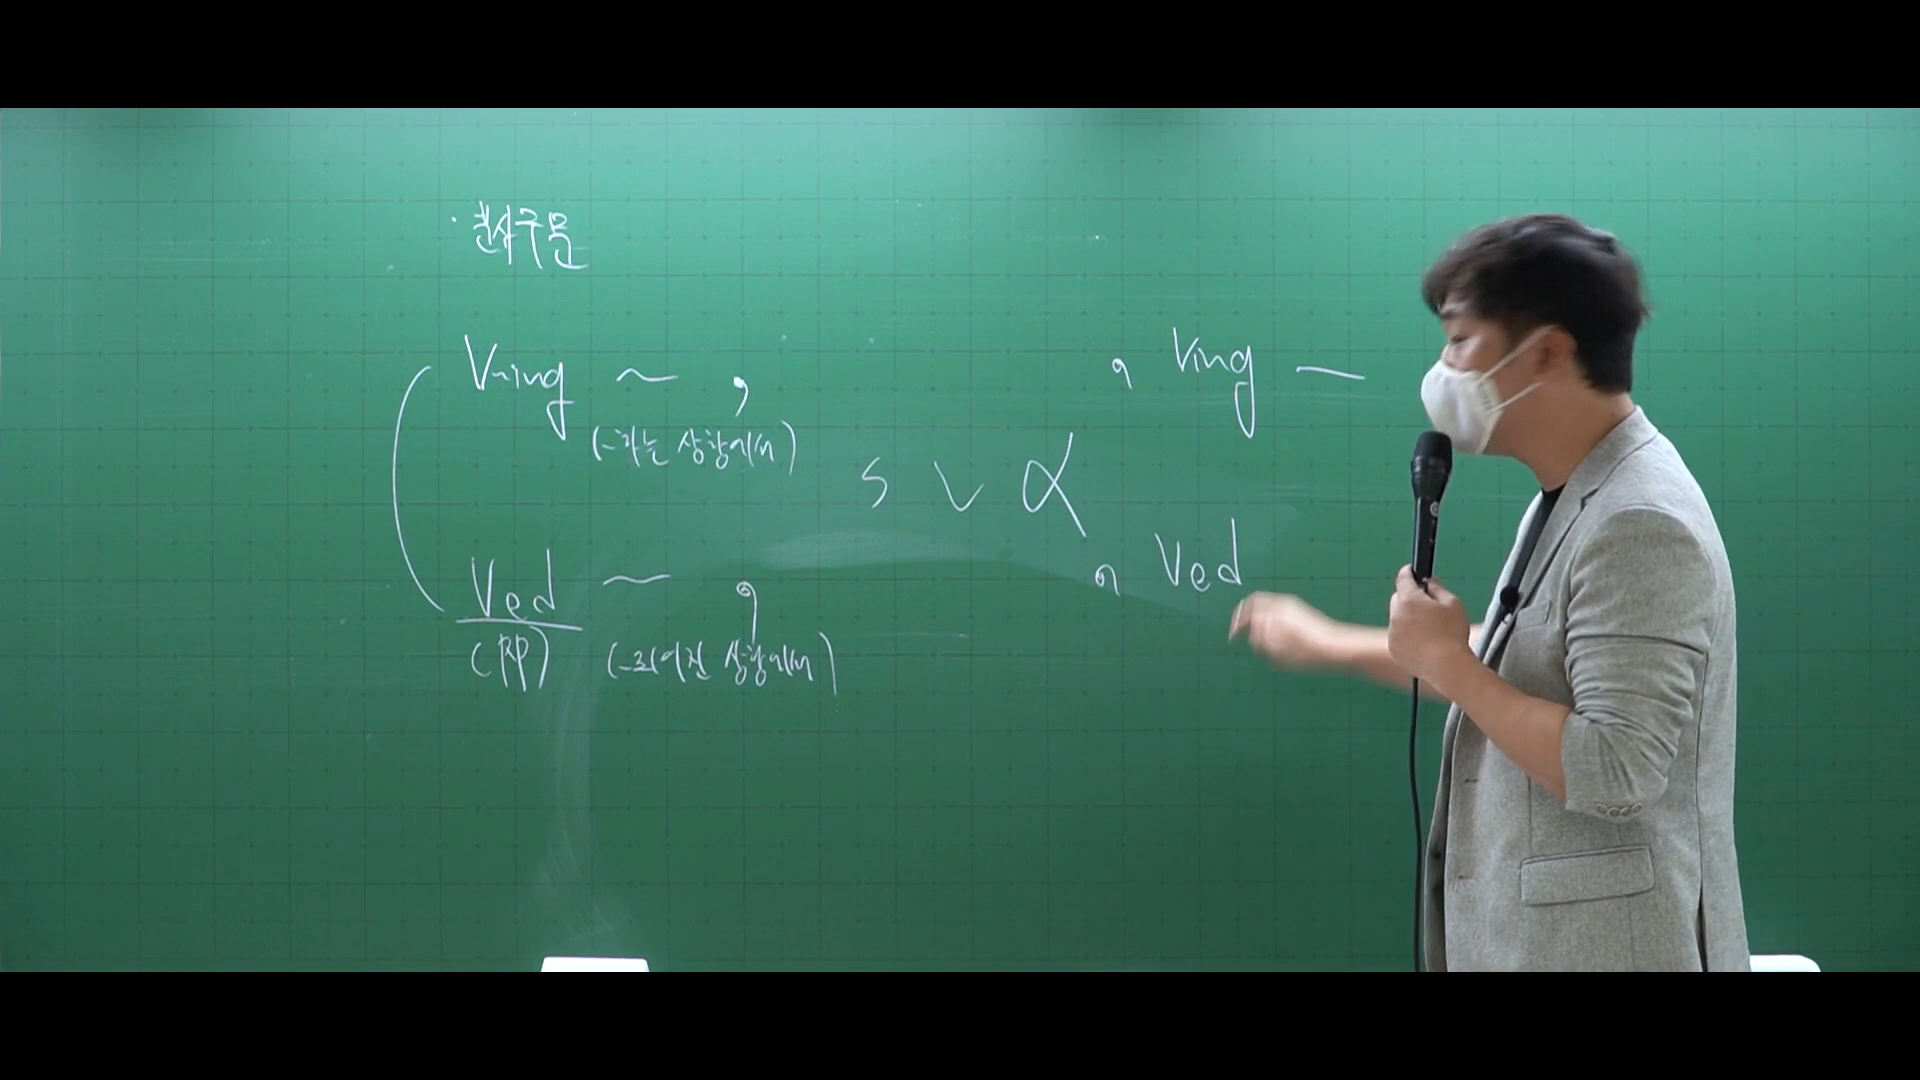 · 분사구문
V-ing ~ ,
(~하는 상황에서)
S V α
Ved ~ ,
(PP)
(~되어진 상황에서)
, Ving ~
, Ved